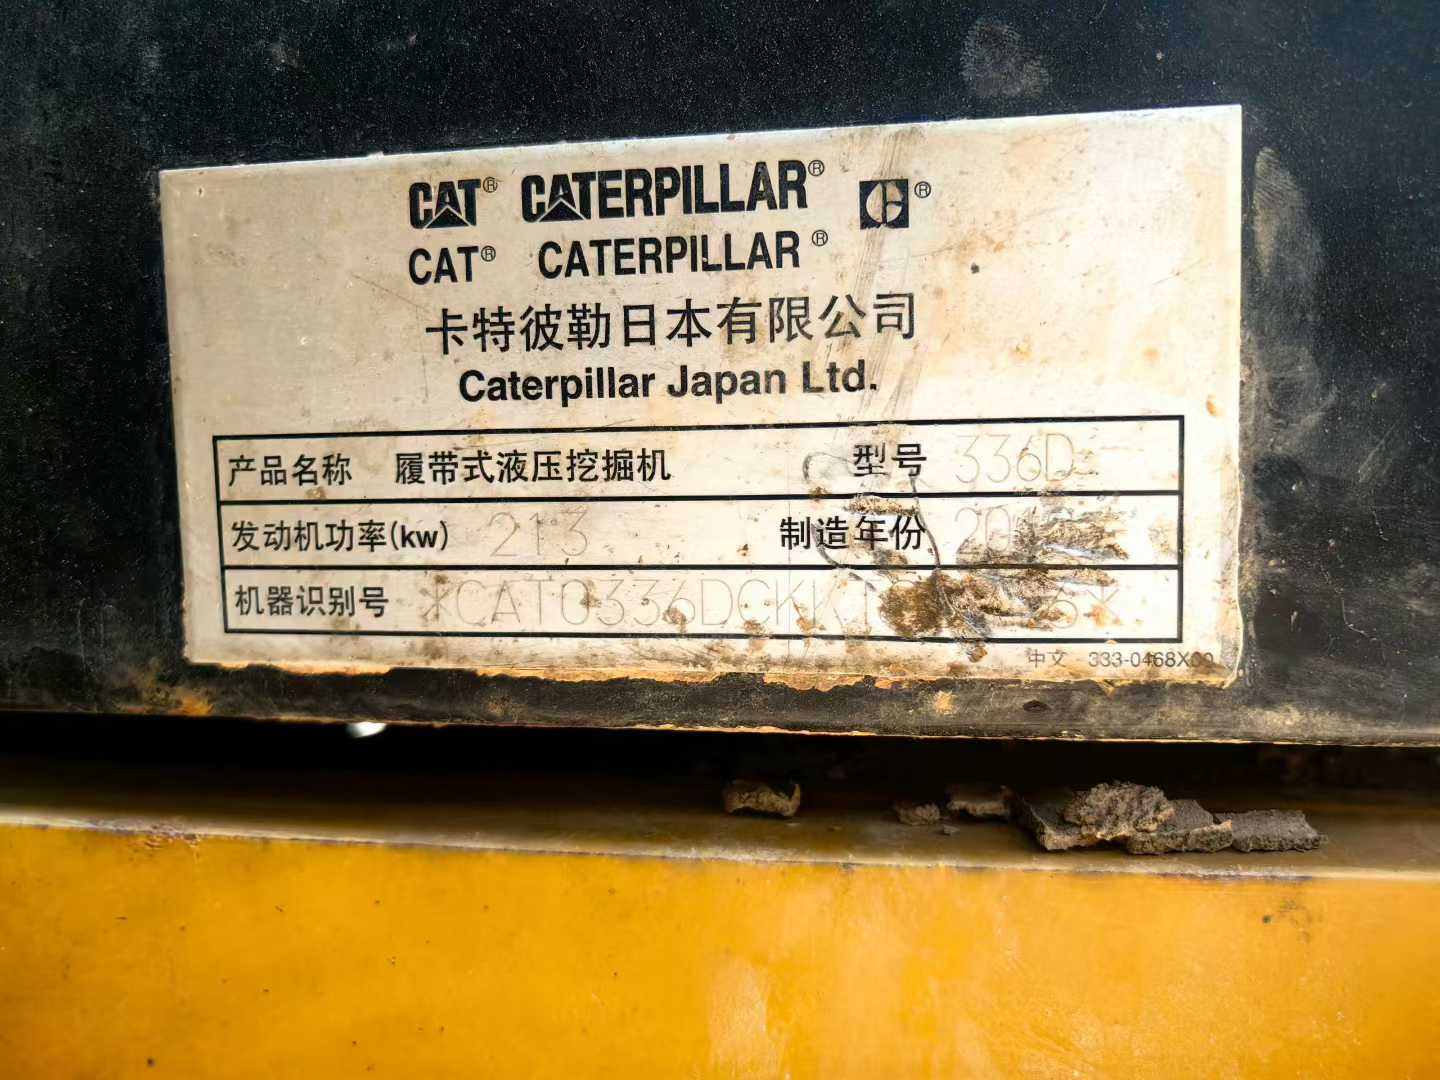 CAT® CATERPILLAR® ®
CAT® CATERPILLAR®
卡特彼勒日本有限公司
Caterpillar Japan Ltd.
产品名称 履带式液压挖掘机 型号 336D
发动机功率(kw) 213 制造年份
机器识别号
中文 333-0468X00